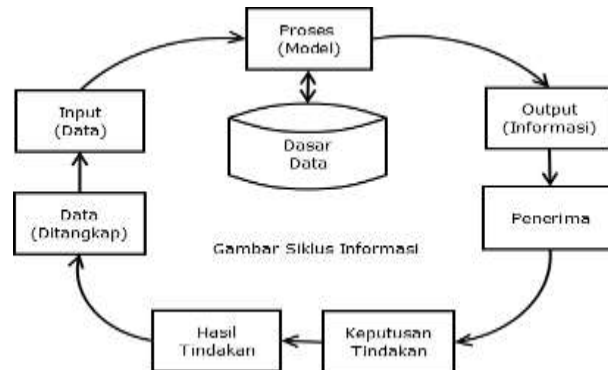 Proses
(Model)
Input
(Data)
Output
(Informasi)
Dasar
Data
Data
(Ditangkap)
Penerima
Gambar Siklus Informasi
Hasil
Tindakan
Keputusan
Tindakan